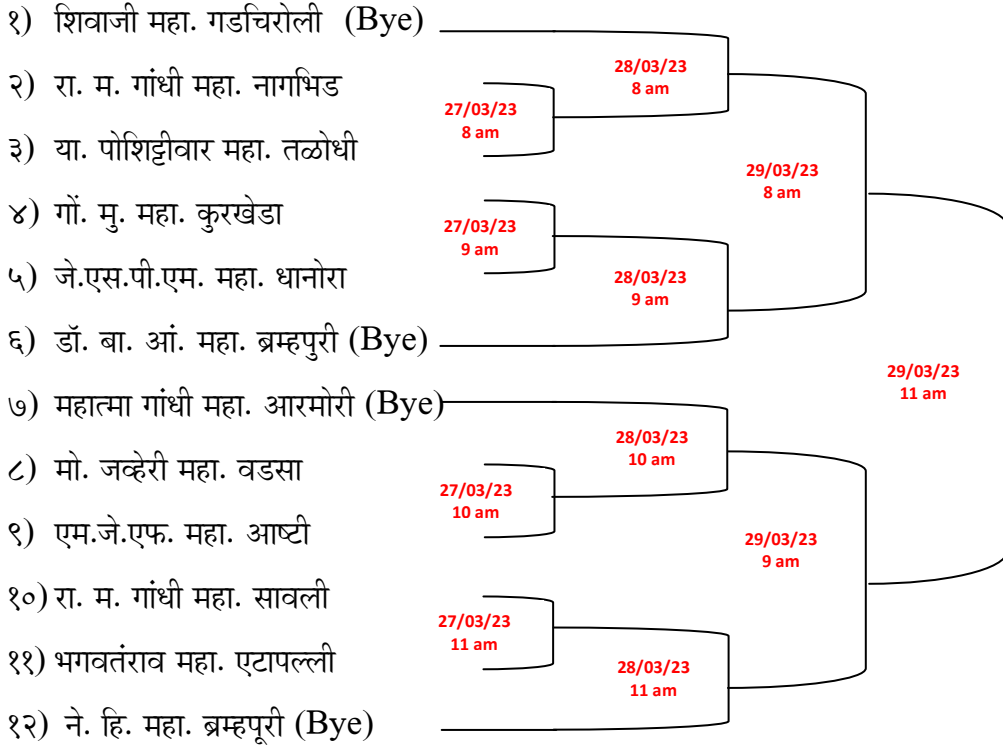 १) शिवाजी महा. गडचिरोली (Bye)
28/03/23
8 am
२) रा. म. गांधी महा. नागभिड
27/03/23
8 am
३) या. पोशिट्टीवार महा. तळोधी
29/03/23
8 am
४) गों. मु. महा. कुरखेडा
27/03/23
9 am
५) जे.एस.पी.एम. महा. धानोरा
28/03/23
9 am
६) डॉ. बा. आं. महा. ब्रम्हपुरी (Bye)
29/03/23
11 am
७) महात्मा गांधी महा. आरमोरी (Bye)
28/03/23
10 am
८) मो. जव्हेरी महा. वडसा
27/03/23
10 am
९) एम.जे.एफ. महा. आष्टी
29/03/23
9 am
१०) रा. म. गांधी महा. सावली
27/03/23
11 am
११) भगवतंराव महा. एटापल्ली
28/03/23
11 am
१२) ने. हि. महा. ब्रम्हपूरी (Bye)